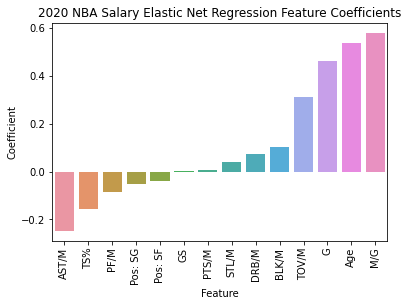 2020 NBA Salary Elastic Net Regression Feature Coefficients
0.6
0.4
0.2
0.0
−0.2
Coefficient
AST/M
TS%
PF/M
Pos: SG
Pos: SF
GS
PTS/M
STL/M
DRB/M
BLK/M
TOV/M
G
Age
M/G
Feature